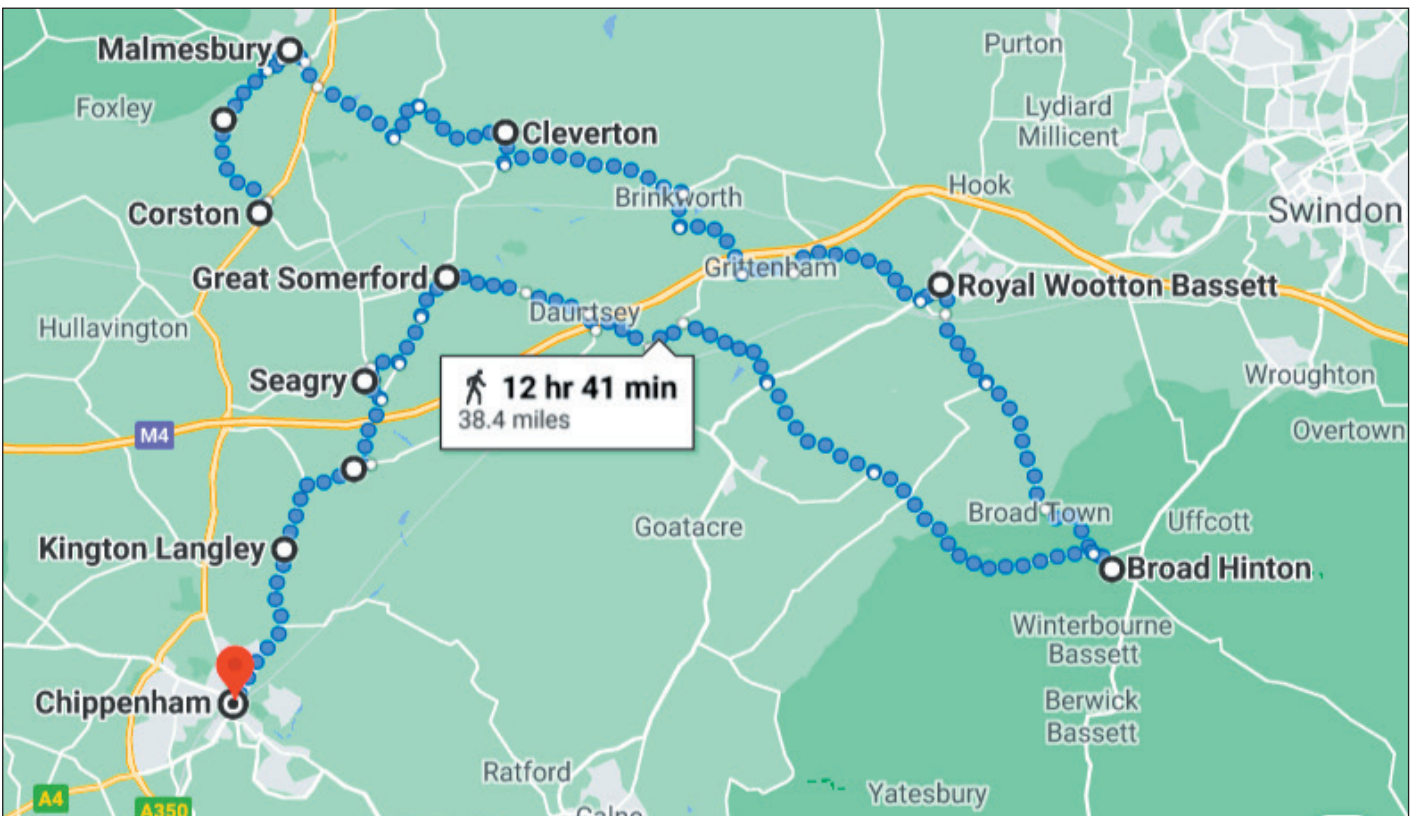 Malmesbury
Purton
Foxley
Lydiard
Millicent
Cleverton
Brinkworth
Hook
Corston
Swindon
Great Somerford
Grittenham
Royal Wootton Bassett
Hullavington
Dauntsey
Seagry
12 hr 41 min
38.4 miles
Wroughton
M4
Overtown
Goatacre
Broad Town
Uffcott
Kington Langley
Broad Hinton
Winterbourne
Bassett
Chippenham
Berwick
Bassett
Ratford
Yatesbury
A4
A350
Calne